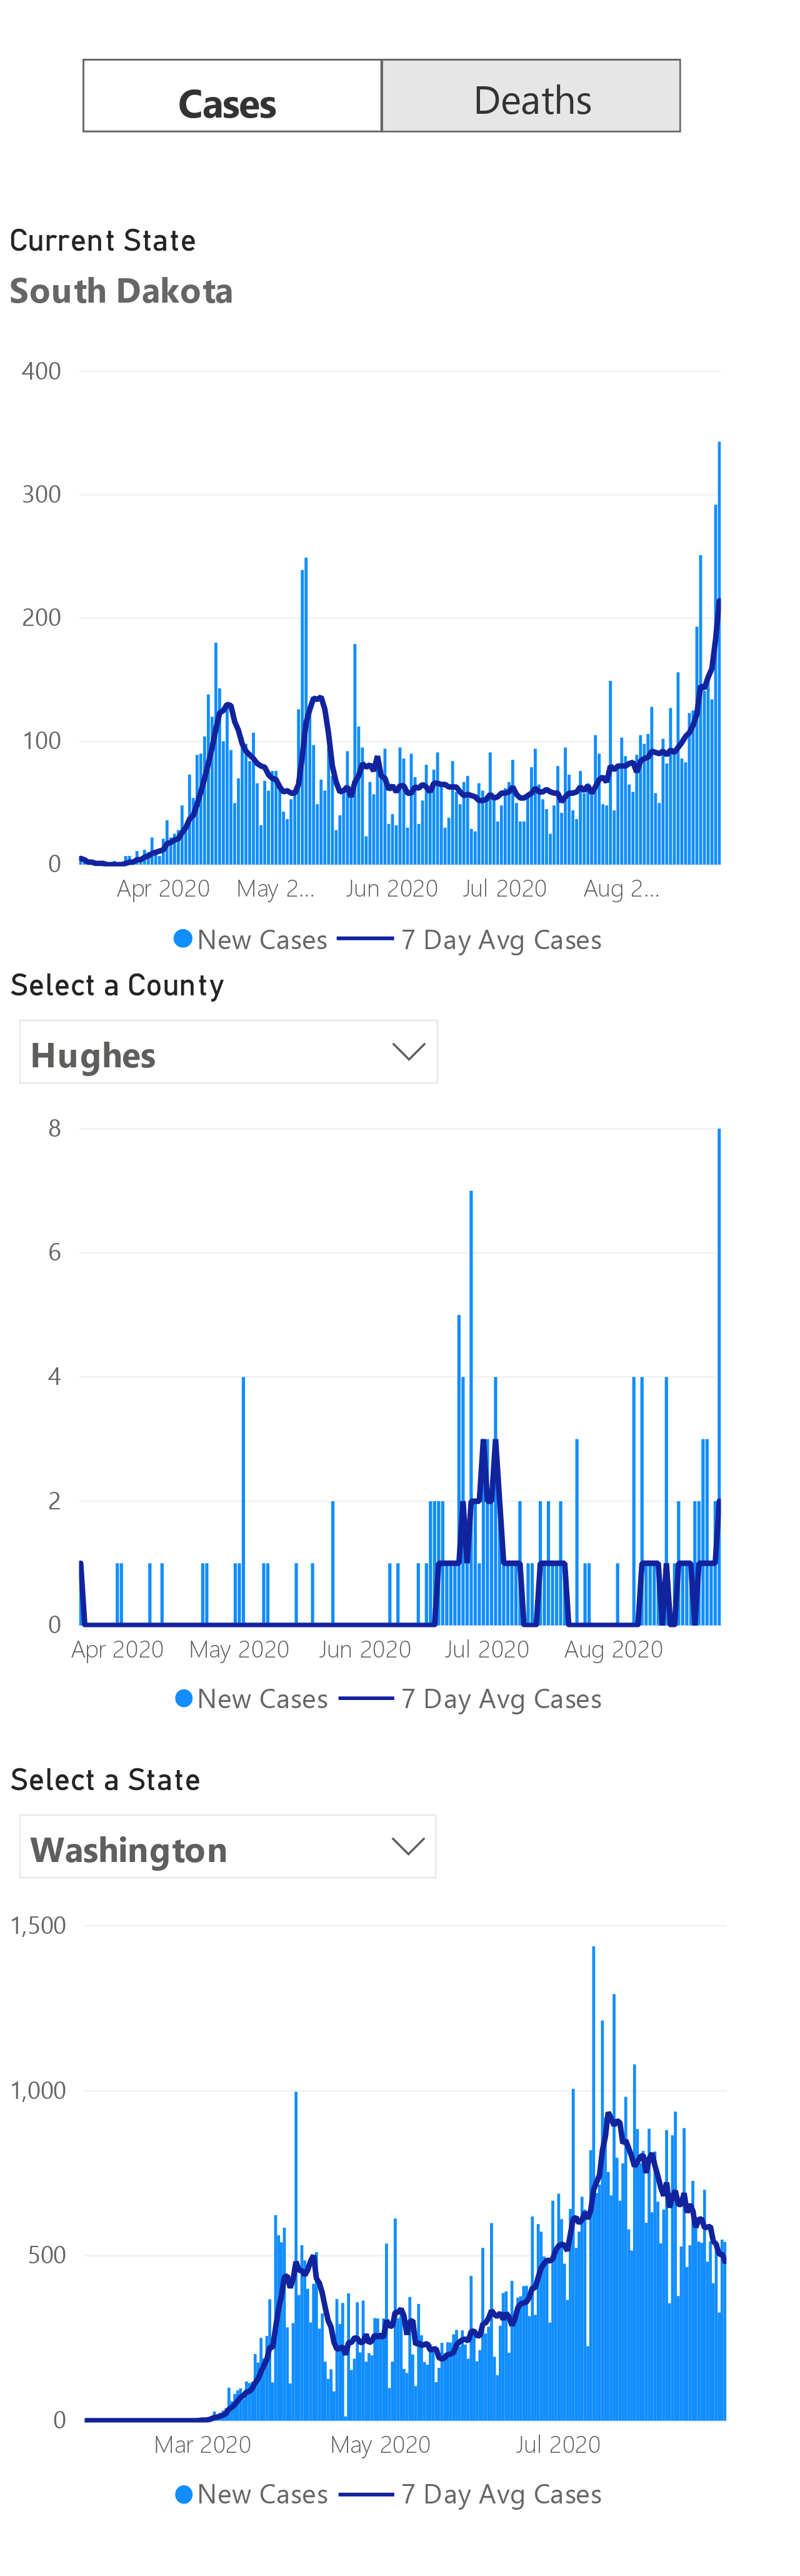 Cases Deaths
Current State
South Dakota
400
300
200
100
0
Apr 2020 May 2... Jun 2020 Jul 2020 Aug 2...
New Cases 7 Day Avg Cases
Select a County
Hughes
8
6
4
2
0
Apr 2020 May 2020 Jun 2020 Jul 2020 Aug 2020
New Cases 7 Day Avg Cases
Select a State
Washington
1,500
1,000
500
0
Mar 2020 May 2020 Jul 2020
New Cases 7 Day Avg Cases